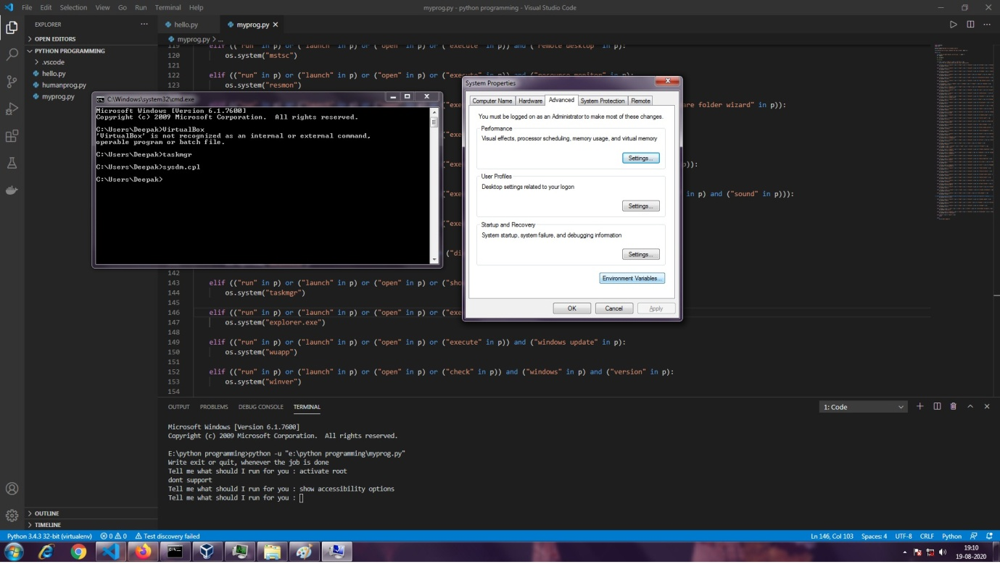 File Edit Selection View Go Run Terminal Help
myprog.py - python programming - Visual Studio Code
EXPLORER
OPEN EDITORS
PYTHON PROGRAMMING
.vscode
hello.py
humanprog.py
myprog.py
OUTLINE
TIMELINE
hello.py
myprog.py
myprog.py > ...
119 elif (("run" in p) or ("launch" in p) or ("open" in p) or ("execute" in p)) and ("remote desktop" in p):
120 os.system("mstsc")
121
122 elif (("run" in p) or ("launch" in p) or ("open" in p) or ("execute" in p)) and ("resource monitor" in p):
123 os.system("resmon")
are folder wizard" in p)):
p)):
in p) and ("sound" in p))):
142
143 elif (("run" in p) or ("launch" in p) or ("open" in p) or ("sho
144 os.system("taskmgr")
145
146 elif (("run" in p) or ("launch" in p) or ("open" in p) or ("exe
147 os.system("explorer.exe")
148
149 elif (("run" in p) or ("launch" in p) or ("open" in p) or ("execute" in p)) and ("windows update" in p):
150 os.system("wuapp")
151
152 elif (("run" in p) or ("launch" in p) or ("open" in p) or ("check" in p)) and ("windows" in p) and ("version" in p):
153 os.system("winver")
154
C:\Windows\system32\cmd.exe
Microsoft Windows [Version 6.1.7600]
Copyright (c) 2009 Microsoft Corporation. All rights reserved.
C:\Users\Deepak>VirtualBox
'VirtualBox' is not recognized as an internal or external command,
operable program or batch file.
C:\Users\Deepak>taskmgr
C:\Users\Deepak>sysdm.cpl
C:\Users\Deepak>
System Properties
Computer Name Hardware Advanced System Protection Remote
You must be logged on as an Administrator to make most of these changes.
Performance
Visual effects, processor scheduling, memory usage, and virtual memory
Settings...
User Profiles
Desktop settings related to your logon
Settings...
Startup and Recovery
System startup, system failure, and debugging information
Settings...
Environment Variables...
OK Cancel Apply
OUTPUT PROBLEMS DEBUG CONSOLE TERMINAL
1: Code
Microsoft Windows [Version 6.1.7600]
Copyright (c) 2009 Microsoft Corporation. All rights reserved.
E:\python programming>python -u "e:\python programming\myprog.py"
Write exit or quit, whenever the job is done
Tell me what should I run for you : activate root
dont support
Tell me what should I run for you : show accessibility options
Tell me what should I run for you :
Python 3.4.3 32-bit (virtualenv) 0 0 Test discovery failed
Ln 146, Col 103 Spaces: 4 UTF-8 CRLF Python
19:10
19-08-2020